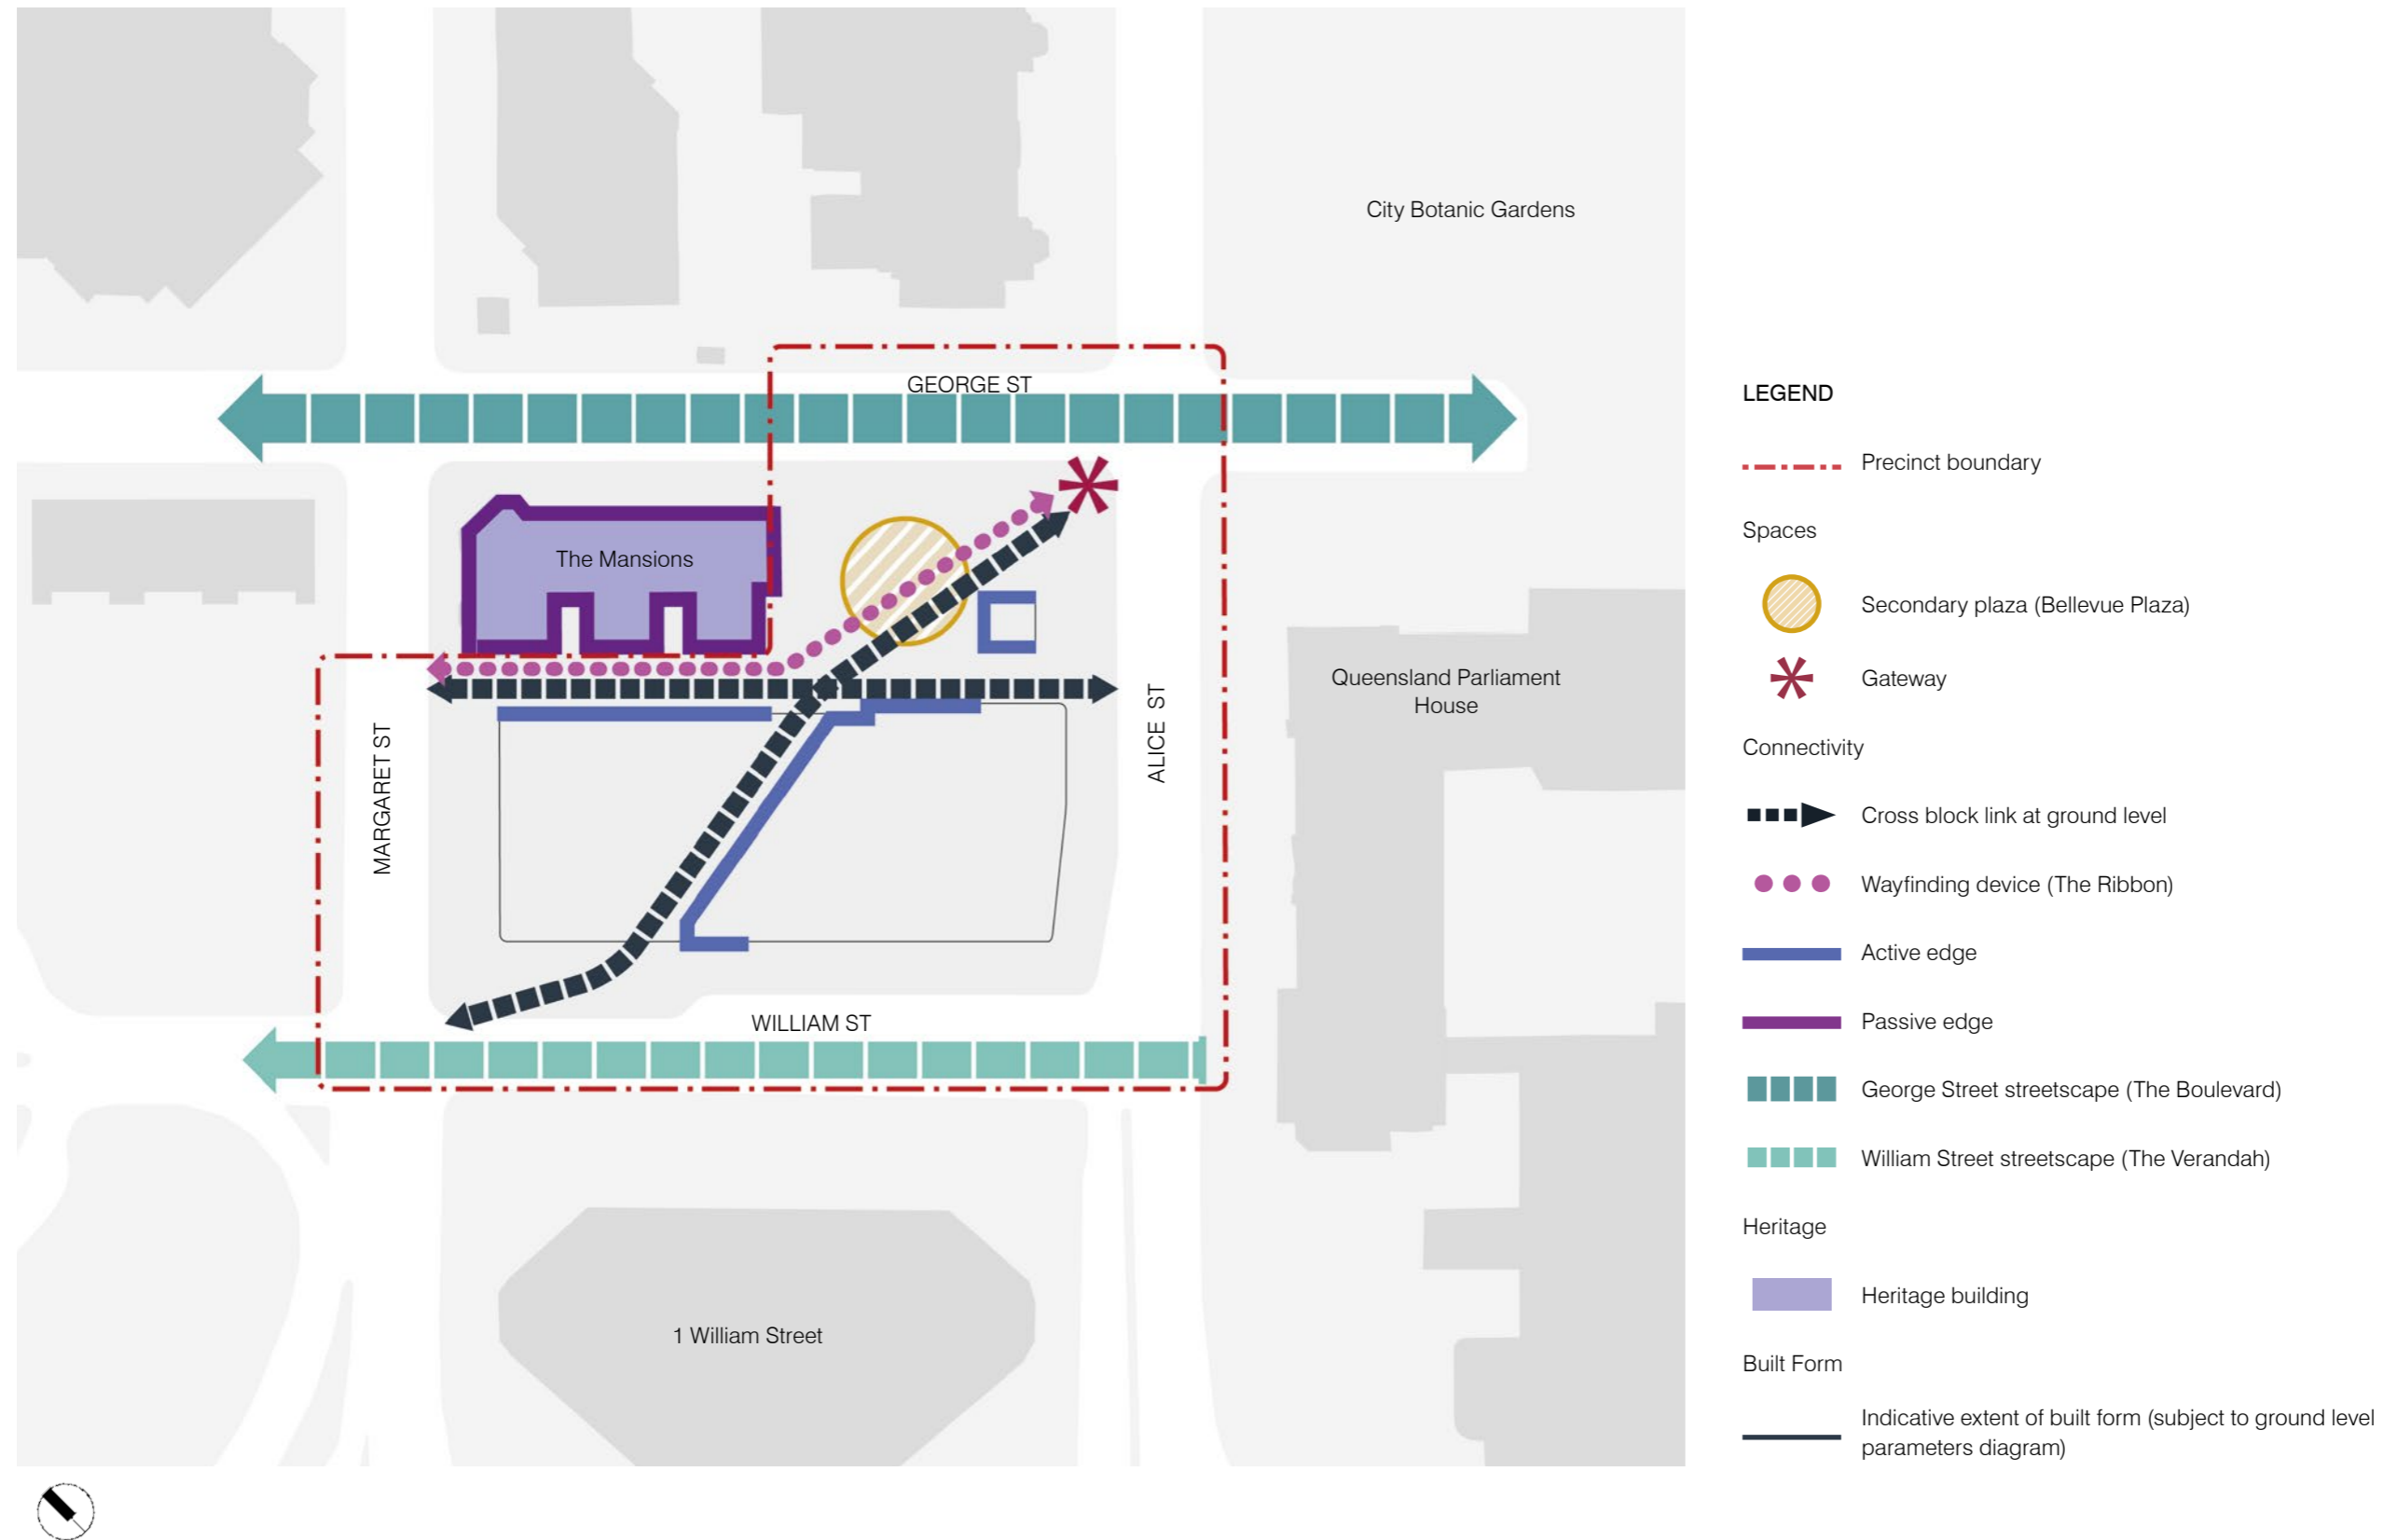 City Botanic Gardens
GEORGE ST
The Mansions
Queensland Parliament
House
MARGARET ST
ALICE ST
WILLIAM ST
1 William Street
LEGEND
Precinct boundary
Spaces
Secondary plaza (Bellevue Plaza)
Gateway
Connectivity
Cross block link at ground level
Wayfinding device (The Ribbon)
Active edge
Passive edge
George Street streetscape (The Boulevard)
William Street streetscape (The Verandah)
Heritage
Heritage building
Built Form
Indicative extent of built form (subject to ground level
parameters diagram)